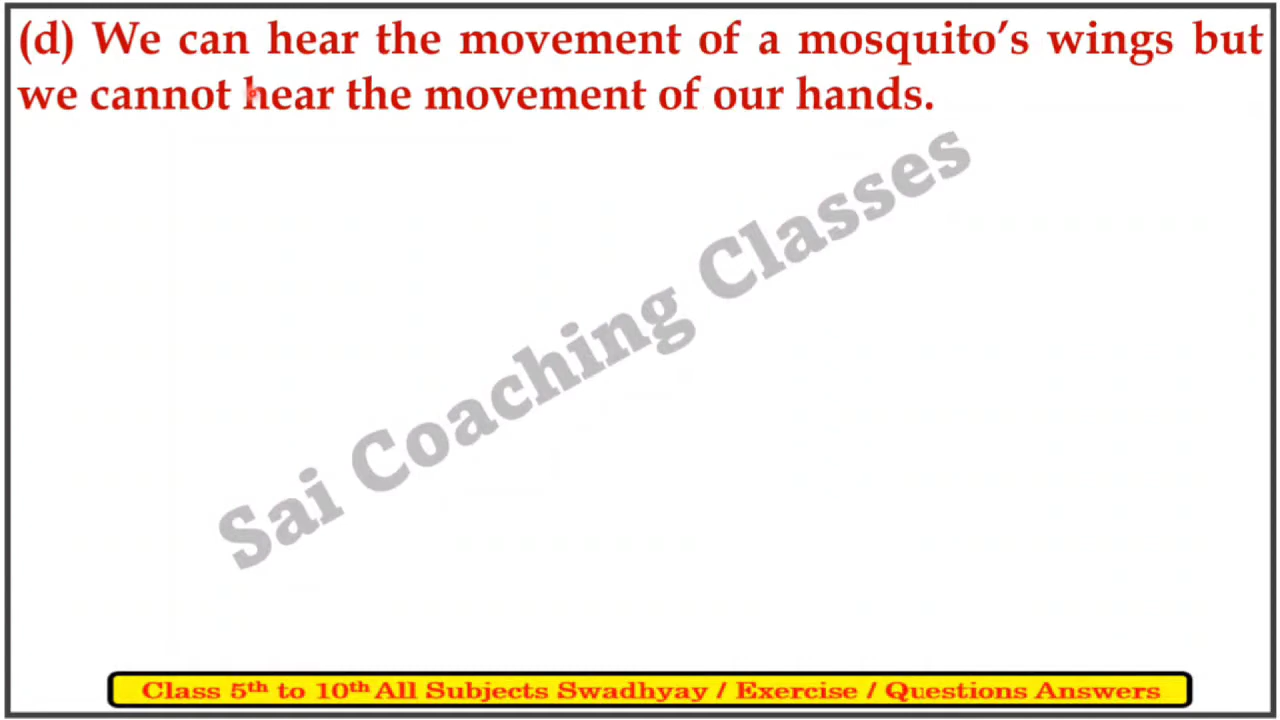 (d) We can hear the movement of a mosquito's wings but
we cannot hear the movement of our hands.
Sai Coaching Classes
Class 5th to 10th All Subjects Swadhyay / Exercise / Questions Answers